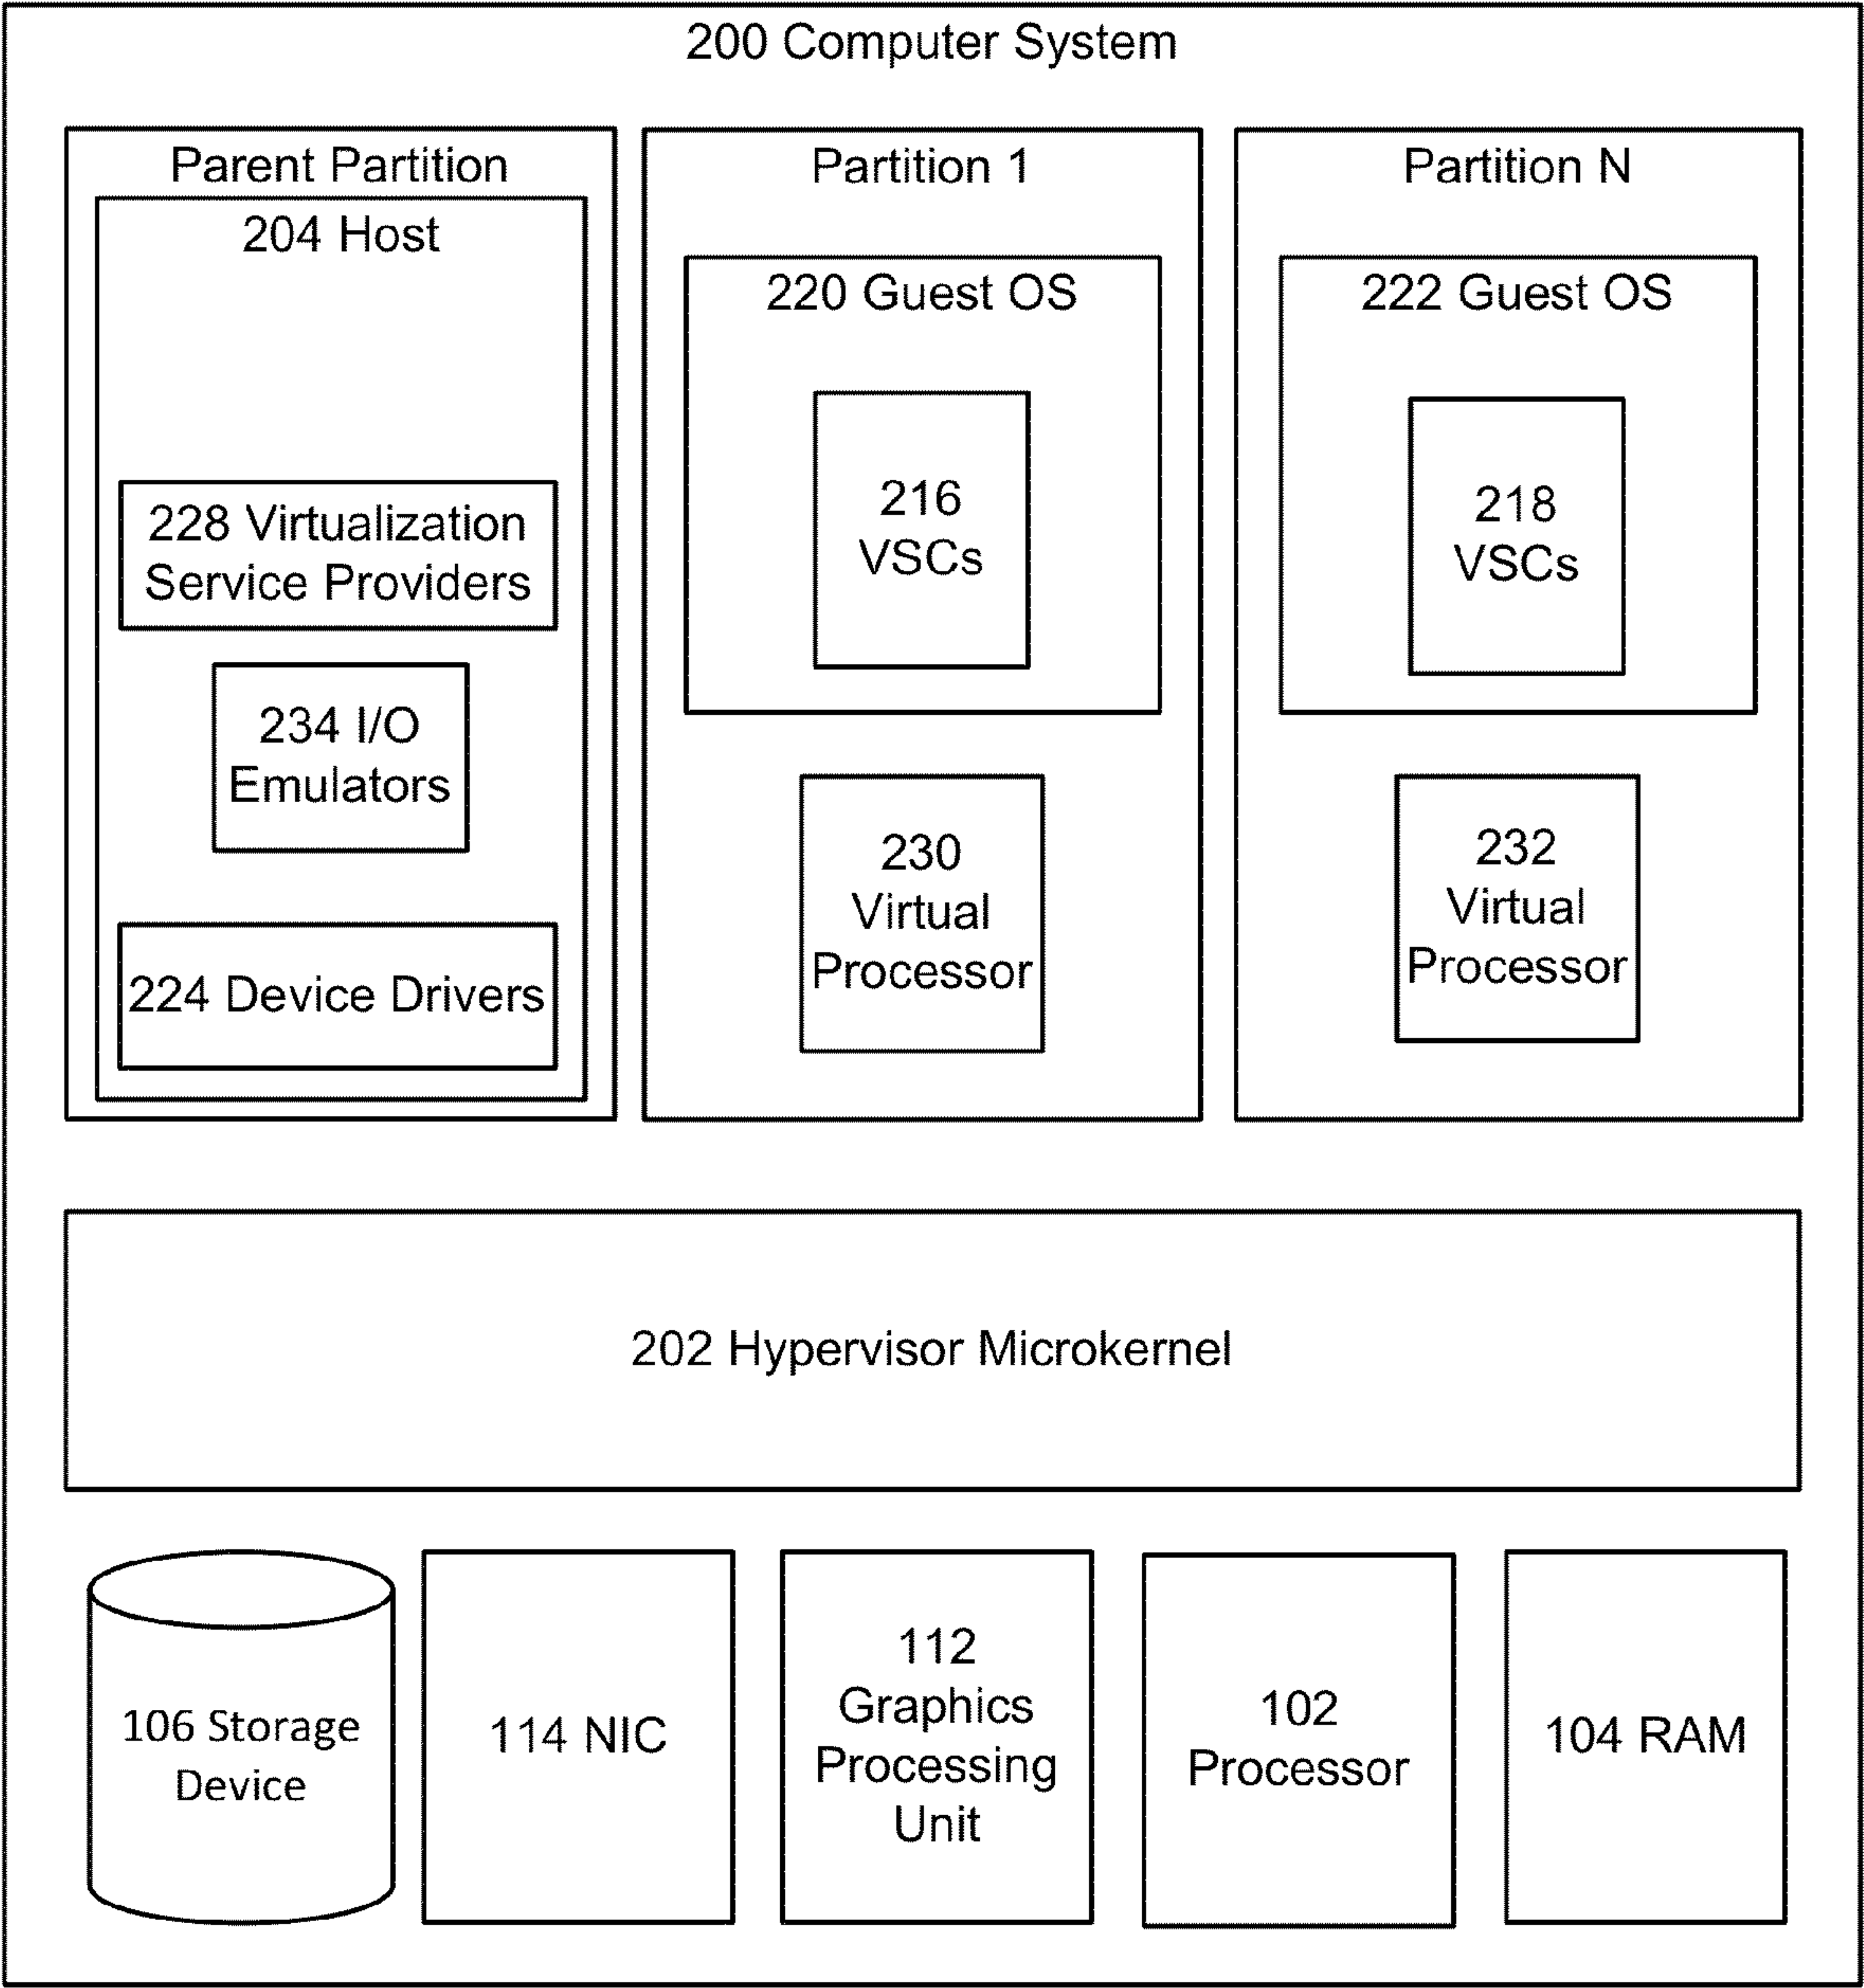 200 Computer System
Parent Partition
204 Host
228 Virtualization
Service Providers
234 I/O
Emulators
224 Device Drivers
Partition 1
220 Guest OS
216
VSCs
230
Virtual
Processor
Partition N
222 Guest OS
218
VSCs
232
Virtual
Processor
202 Hypervisor Microkernel
106 Storage
Device
114 NIC
112
Graphics
Processing
Unit
102
Processor
104 RAM